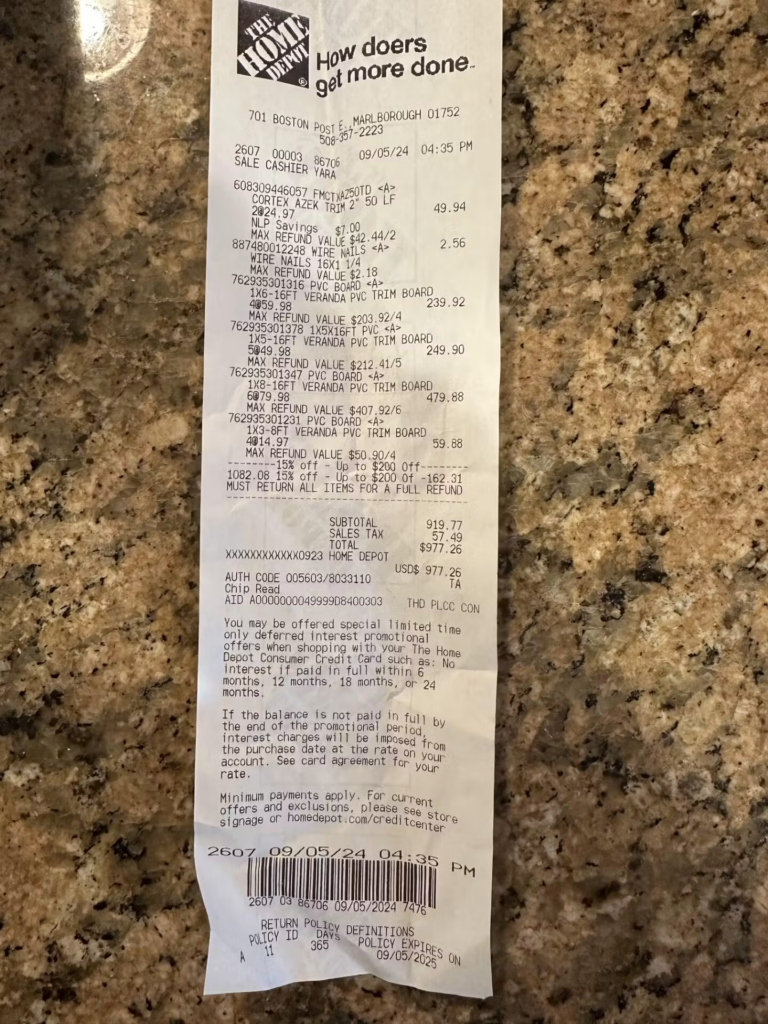 THE
HOME
DEPOT
®
How doers
get more done™
701 BOSTON POST E., MARLBOROUGH 01752
508-357-2223
2607 00003 86706 09/05/24 04:35 PM
SALE CASHIER YARA
608309446057 FMCTXAZ50TD <A>
CORTEX AZEK TRIM 2" 50 LF
2@24.97 49.94
NLP Savings $7.00
MAX REFUND VALUE $42.44/2
887480012248 WIRE NAILS <A> 2.56
WIRE NAILS 16X1 1/4
MAX REFUND VALUE $2.18
762935301316 PVC BOARD <A>
1X6-16FT VERANDA PVC TRIM BOARD
4@59.98 239.92
MAX REFUND VALUE $203.92/4
762935301378 1X5X16FT PVC <A>
1X5-16FT VERANDA PVC TRIM BOARD
5@49.98 249.90
MAX REFUND VALUE $212.41/5
762935301347 PVC BOARD <A>
1X8-16FT VERANDA PVC TRIM BOARD
6@79.98 479.88
MAX REFUND VALUE $407.92/6
762935301231 PVC BOARD <A>
1X3-8FT VERANDA PVC TRIM BOARD
4@14.97 59.88
MAX REFUND VALUE $50.90/4
--------15% off - Up to $200 Off--------
1082.08 15% off - Up to $200 Of -162.31
MUST RETURN ALL ITEMS FOR A FULL REFUND
----------------------------------------
SUBTOTAL 919.77
SALES TAX 57.49
TOTAL $977.26
XXXXXXXXXXXX0923 HOME DEPOT
USD$ 977.26
AUTH CODE 005603/8033110 TA
Chip Read
AID A0000000049999D8400303 THD PLCC CON
You may be offered special limited time
only deferred interest promotional
offers when shopping with your The Home
Depot Consumer Credit Card such as: No
interest if paid in full within 6
months, 12 months, 18 months, or 24
months.
If the balance is not paid in full by
the end of the promotional period,
interest charges will be imposed from
the purchase date at the rate on your
account. See card agreement for your
rate.
Minimum payments apply. For current
offers and exclusions, please see store
signage or homedepot.com/creditcenter
2607 09/05/24 04:35 PM
2607 03 86706 09/05/2024 7476
RETURN POLICY DEFINITIONS
POLICY ID DAYS POLICY EXPIRES ON
A 11 365 09/05/2025